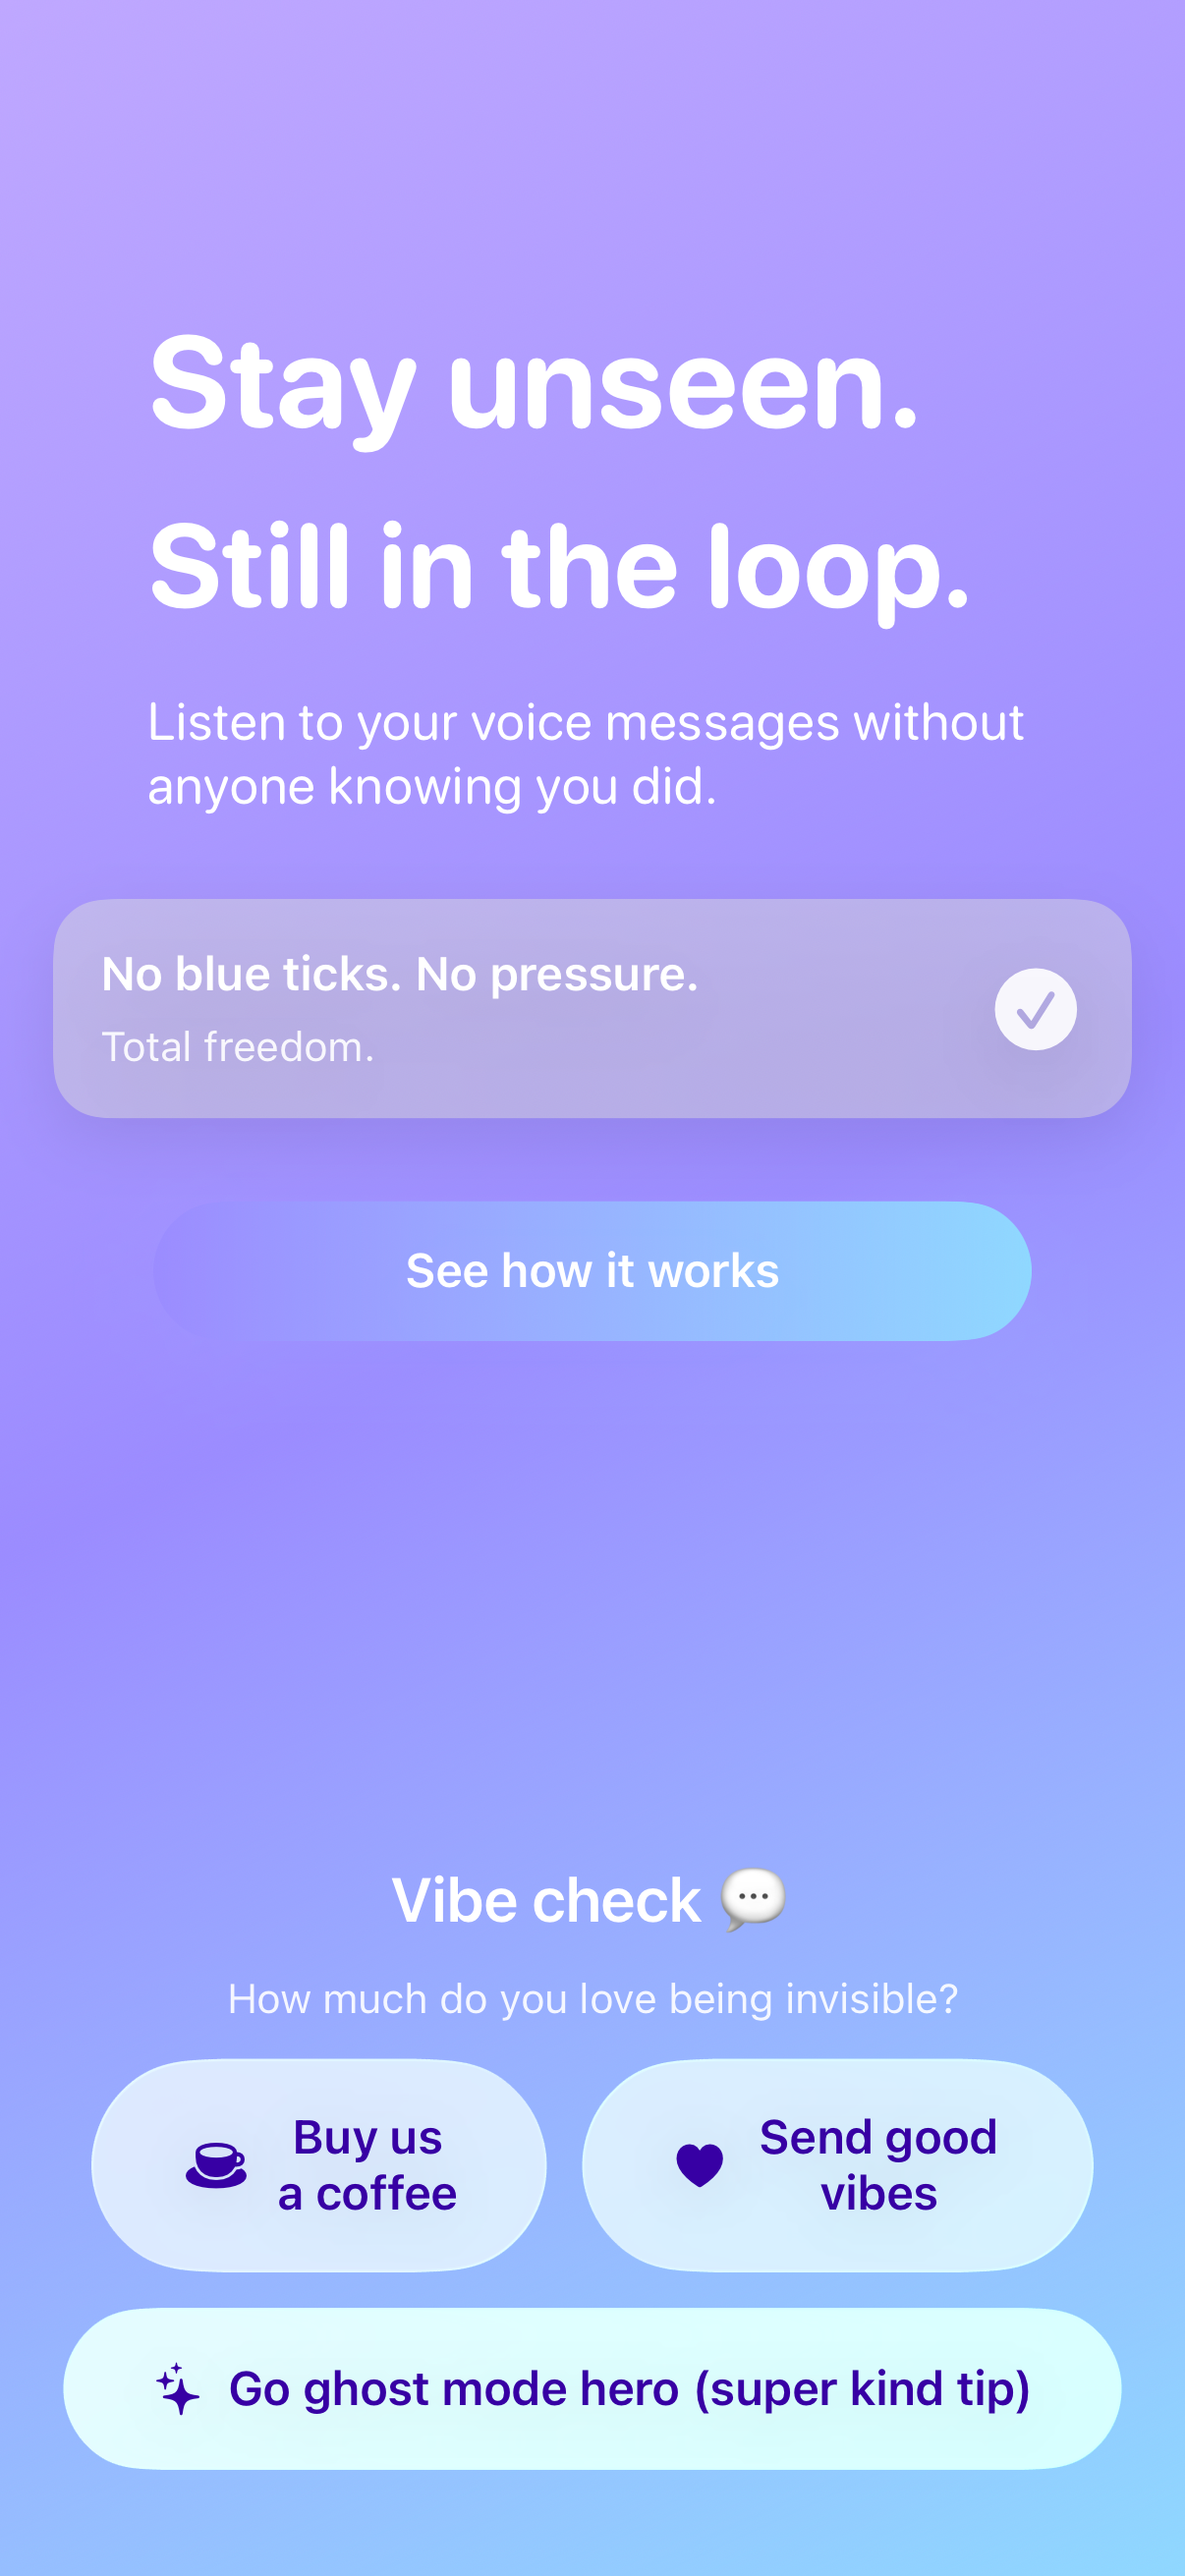 Stay unseen.
Still in the loop.
Listen to your voice messages without
anyone knowing you did.
No blue ticks. No pressure.
Total freedom.
See how it works
Vibe check 💬
How much do you love being invisible?
Buy us
a coffee
Send good
vibes
Go ghost mode hero (super kind tip)